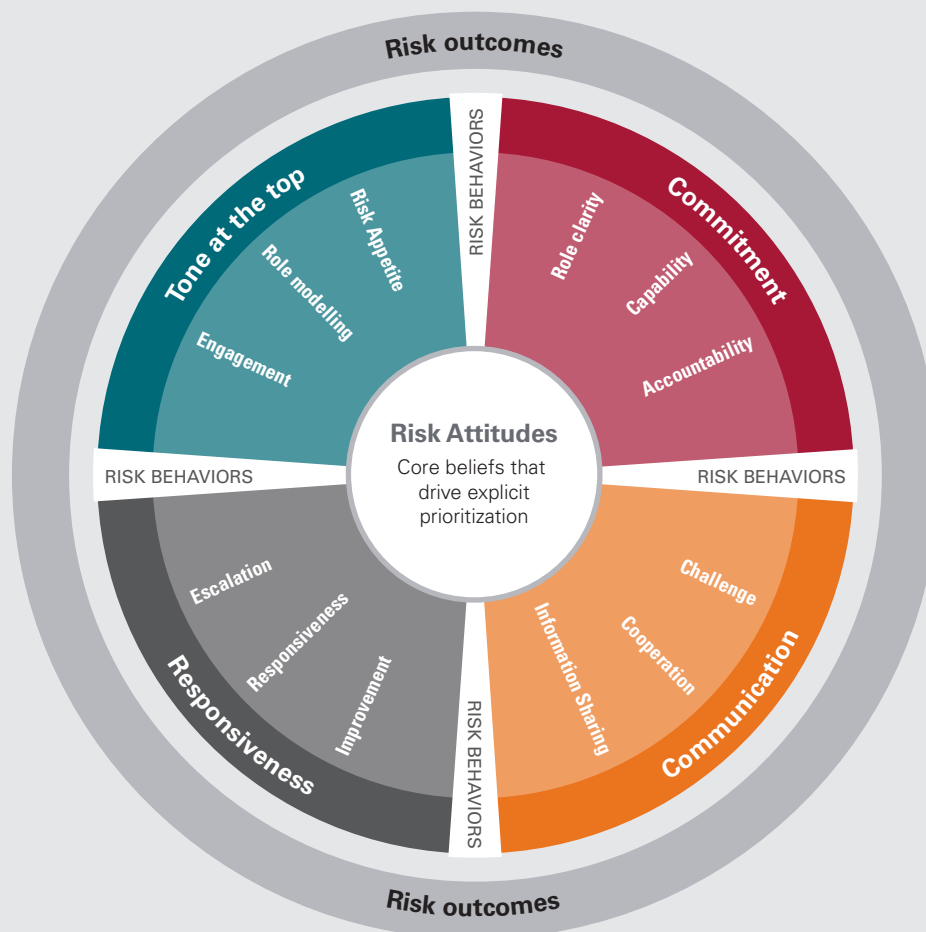 Risk outcomes
RISK BEHAVIORS
Tone at the top
Risk Appetite
Role modelling
Engagement
Commitment
Role clarity
Capability
Accountability
Risk Attitudes
Core beliefs that
drive explicit
prioritization
RISK BEHAVIORS
RISK BEHAVIORS
Escalation
Responsiveness
Improvement
Responsiveness
Challenge
Cooperation
Information Sharing
Communication
RISK BEHAVIORS
Risk outcomes